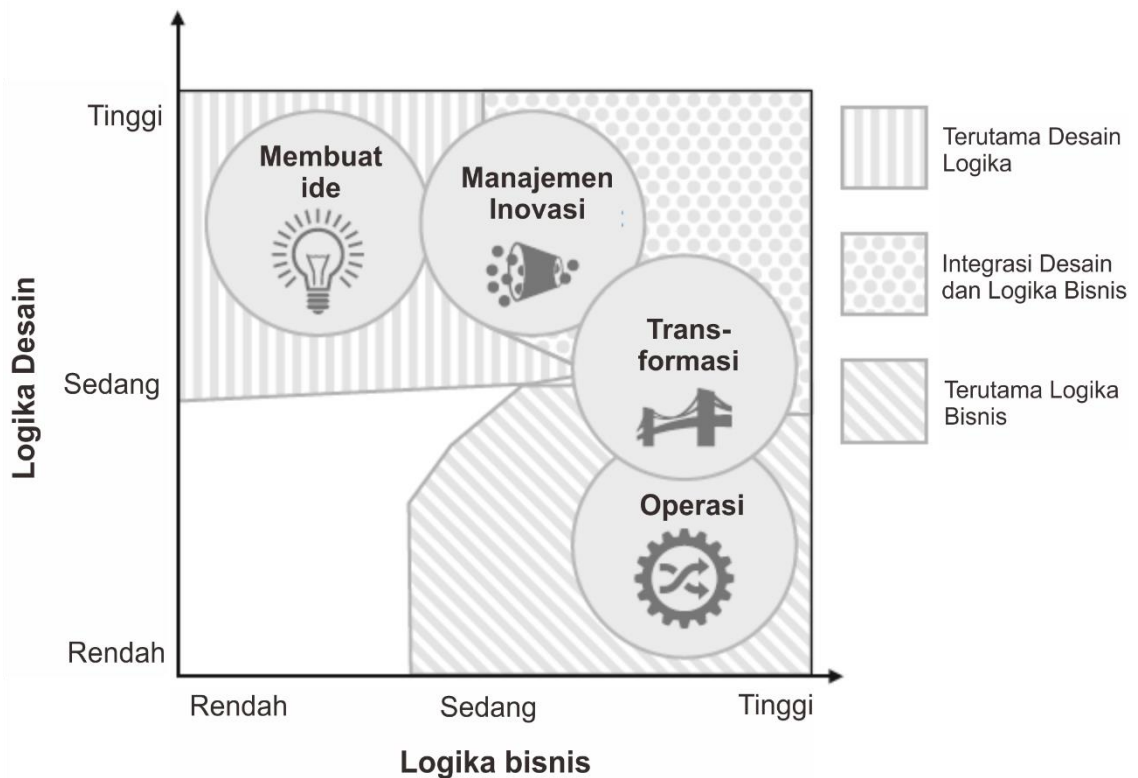 Tinggi
Sedang
Rendah
Logika Desain
Membuat
ide
Manajemen
Inovasi
Trans-
formasi
Operasi
Rendah
Sedang
Tinggi
Logika bisnis
Terutama Desain
Logika
Integrasi Desain
dan Logika Bisnis
Terutama Logika
Bisnis